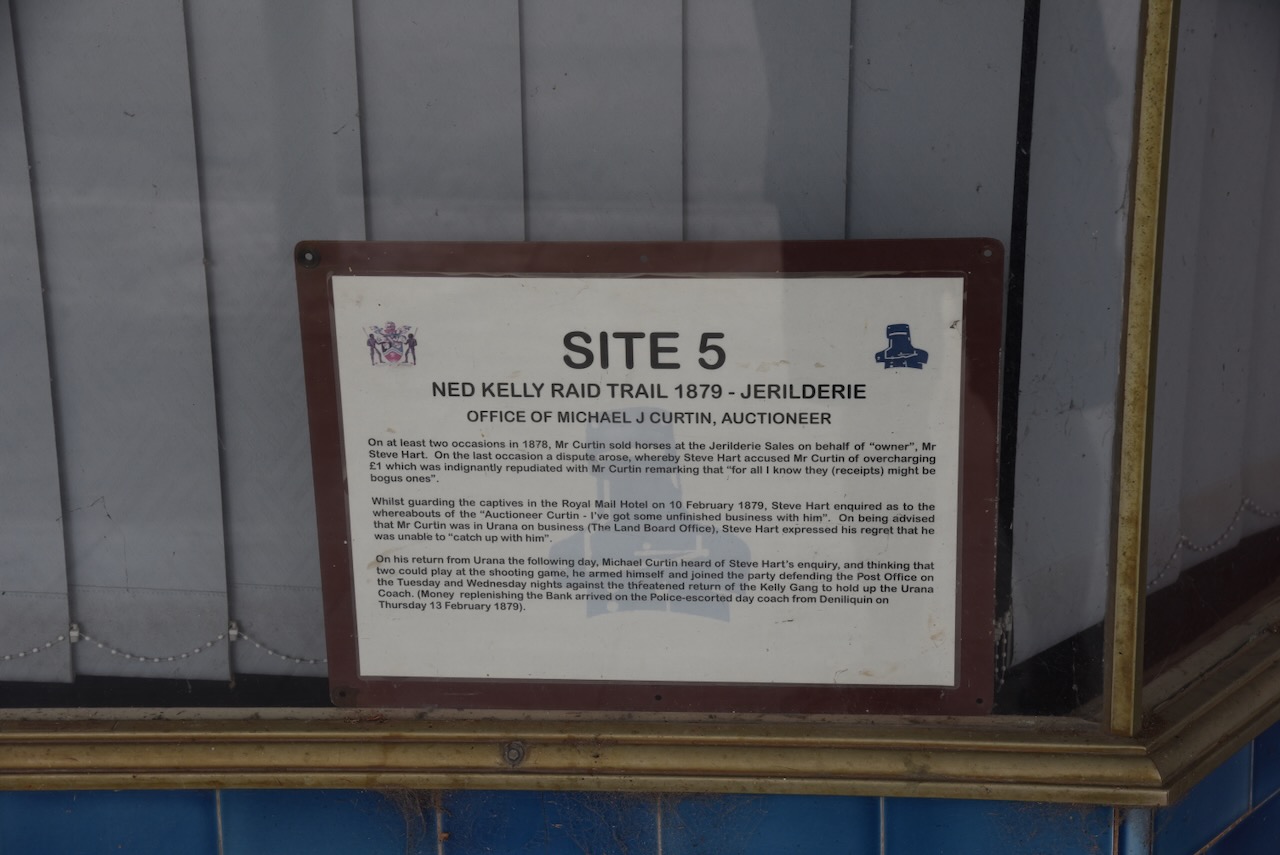 SITE 5
NED KELLY RAID TRAIL 1879 - JERILDERIE
OFFICE OF MICHAEL J CURTIN, AUCTIONEER
On at least two occasions in 1878, Mr Curtin sold horses at the Jerilderie Sales on behalf of “owner”, Mr
Steve Hart. On the last occasion a dispute arose, whereby Steve Hart accused Mr Curtin of overcharging
£1 which was indignantly repudiated with Mr Curtin remarking that “for all I know they (receipts) might be
bogus ones”.
Whilst guarding the captives in the Royal Mail Hotel on 10 February 1879, Steve Hart enquired as to the
whereabouts of the “Auctioneer Curtin - I’ve got some unfinished business with him”. On being advised
that Mr Curtin was in Urana on business (The Land Board Office), Steve Hart expressed his regret that he
was unable to “catch up with him”.
On his return from Urana the following day, Michael Curtin heard of Steve Hart’s enquiry, and thinking that
two could play at the shooting game, he armed himself and joined the party defending the Post Office on
the Tuesday and Wednesday nights against the threatened return of the Kelly Gang to hold up the Urana
Coach. (Money replenishing the Bank arrived on the Police-escorted day coach from Deniliquin on
Thursday 13 February 1879).